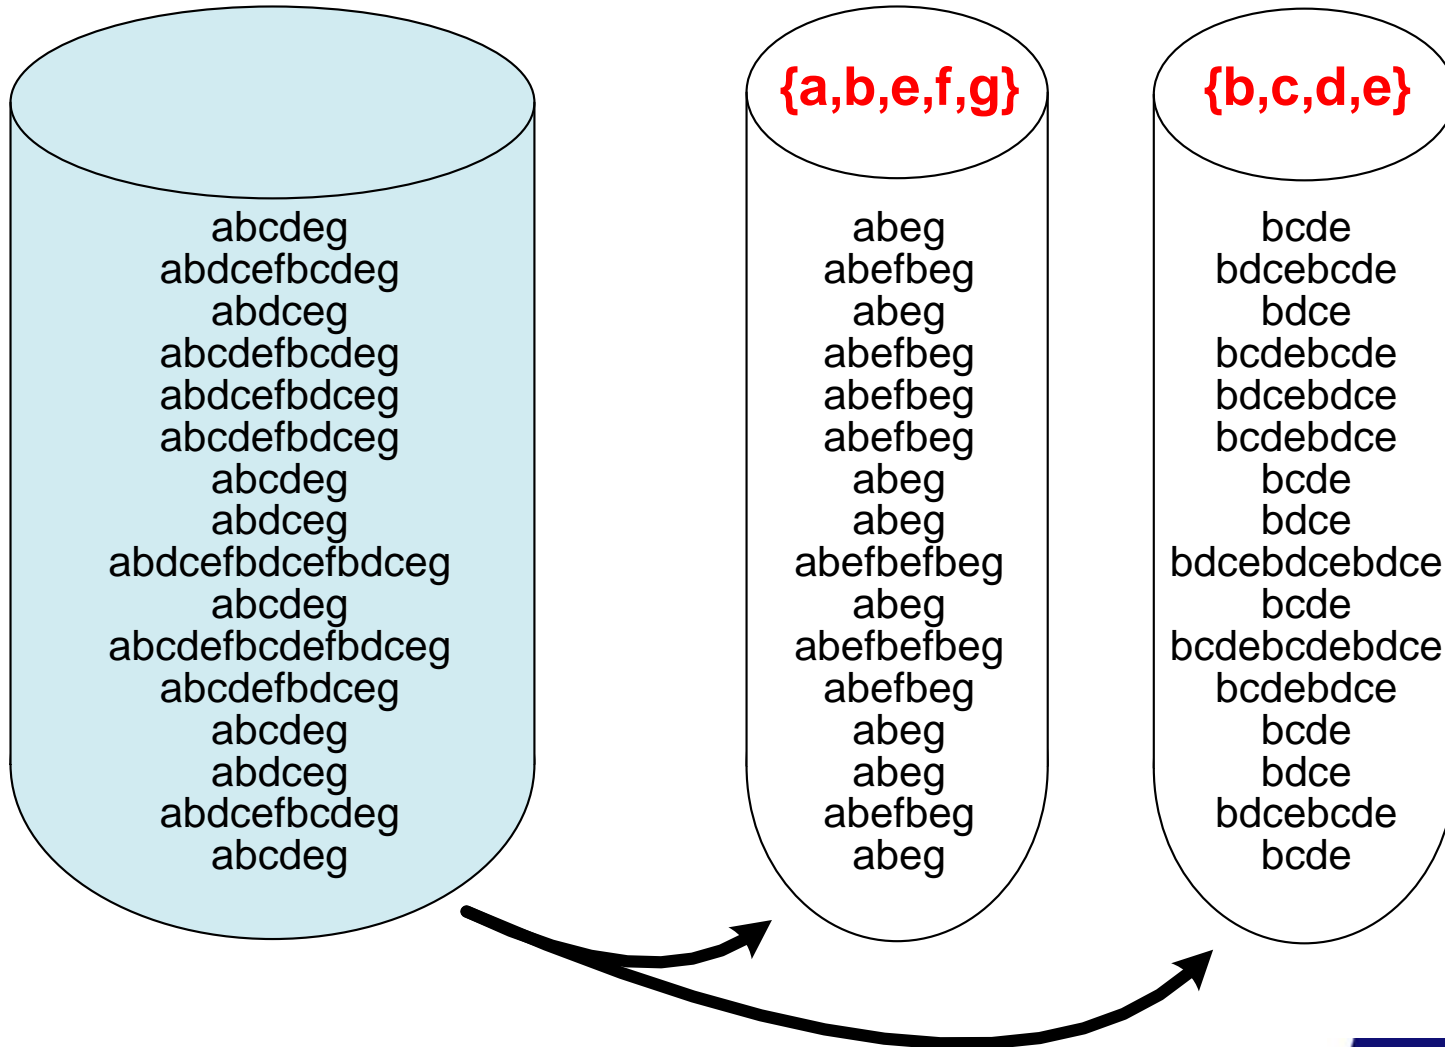 {a,b,e,f,g} {b,c,d,e}
abcdeg abeg bcde
abdcefbcdeg abefbeg bdcebcde
abdceg abeg bdce
abcdefbcdeg abefbeg bcdebcde
abdcefbdceg abefbeg bdcebdce
abcdefbdceg abefbeg bcdebdce
abcdeg abeg bcde
abdceg abeg bdce
abdcefbdcefbdceg abefbefbeg bdcebdcebdce
abcdeg abeg bcde
abcdefbcdefbdceg abefbefbeg bcdebcdebdce
abcdefbdceg abefbeg bcdebdce
abcdeg abeg bcde
abdceg abeg bdce
abdcefbcdeg abefbeg bdcebcde
abcdeg abeg bcde